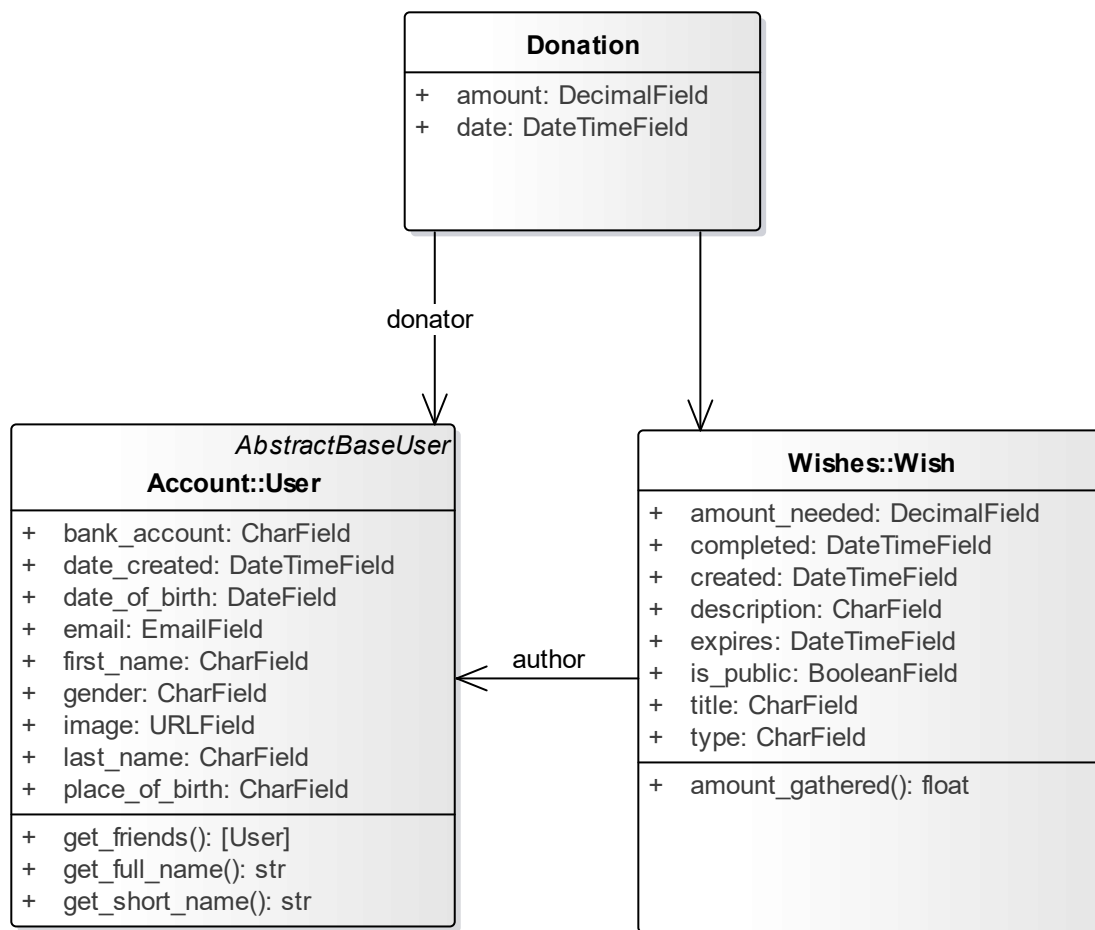 Donation
+ amount: DecimalField
+ date: DateTimeField
donator
AbstractBaseUser
Account::User
+ bank_account: CharField
+ date_created: DateTimeField
+ date_of_birth: DateField
+ email: EmailField
+ first_name: CharField
+ gender: CharField
+ image: URLField
+ last_name: CharField
+ place_of_birth: CharField
+ get_friends(): [User]
+ get_full_name(): str
+ get_short_name(): str
author
Wishes::Wish
+ amount_needed: DecimalField
+ completed: DateTimeField
+ created: DateTimeField
+ description: CharField
+ expires: DateTimeField
+ is_public: BooleanField
+ title: CharField
+ type: CharField
+ amount_gathered(): float